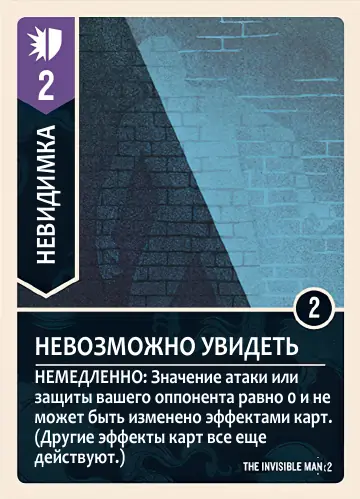 2
НЕВИДИМКА
2
НЕВОЗМОЖНО УВИДЕТЬ
НЕМЕДЛЕННО: Значение атаки или
защиты вашего оппонента равно 0 и не
может быть изменено эффектами карт.
(Другие эффекты карт все еще
действуют.)
THE INVISIBLE MAN :2